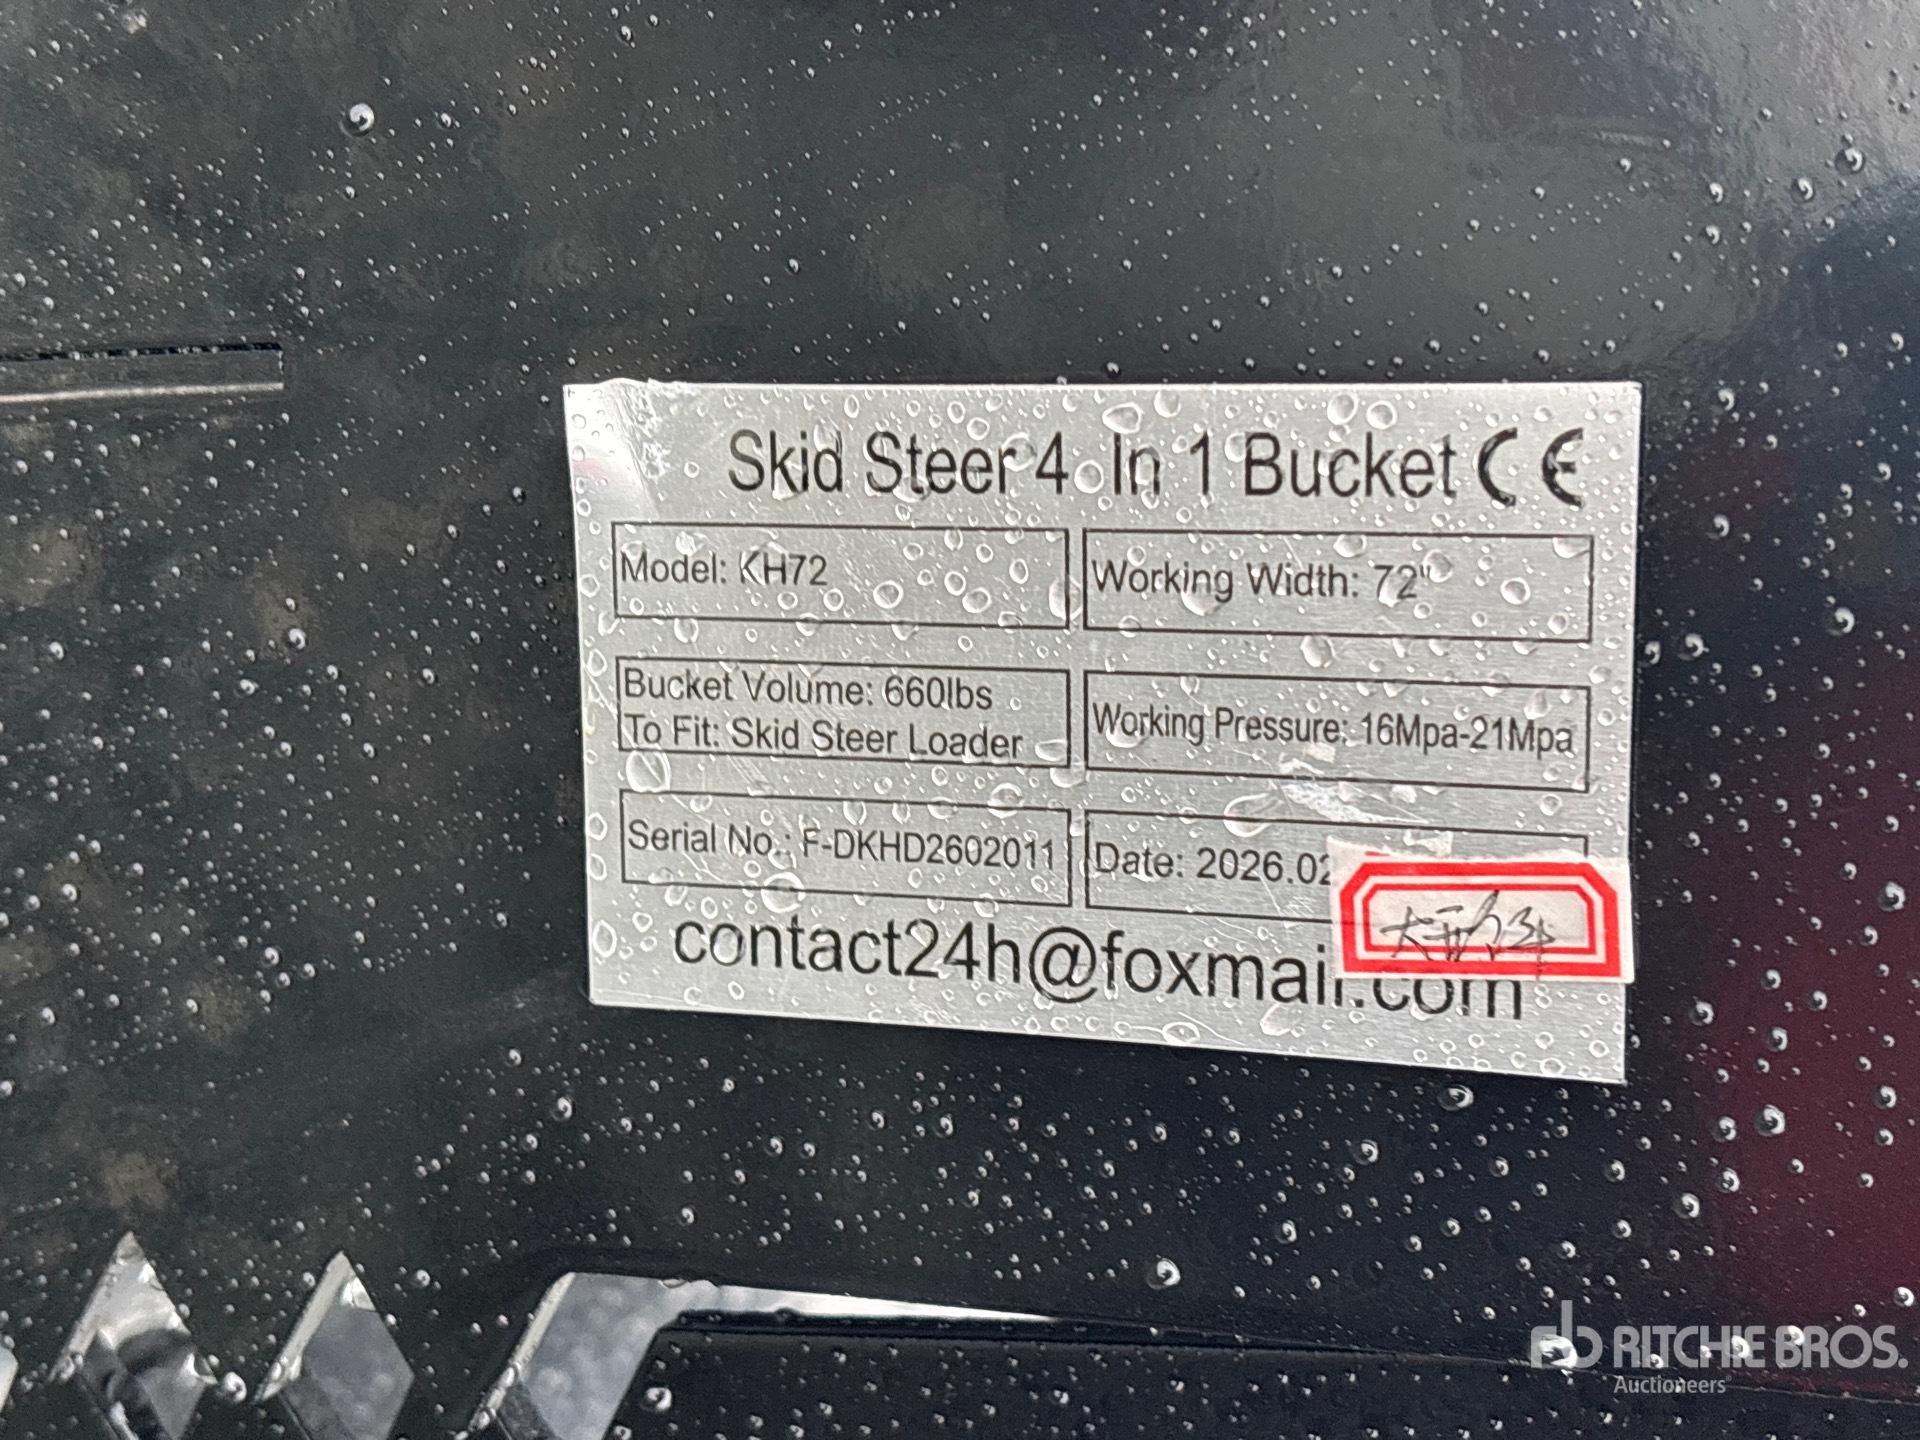 Skid Steer 4 In 1 Bucket CE
Model: KH72
Working Width: 72"
Bucket Volume: 660lbs
To Fit: Skid Steer Loader
Working Pressure: 16Mpa-21Mpa
Serial No.: F-DKHD2602011
Date: 2026.02
contact24h@foxmail.com
rb RITCHIE BROS.
Auctioneers